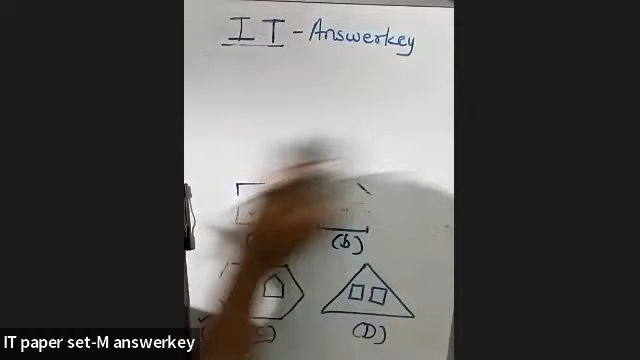 IT - Answerkey
(b)
C)
(D)
IT paper set-M answerkey